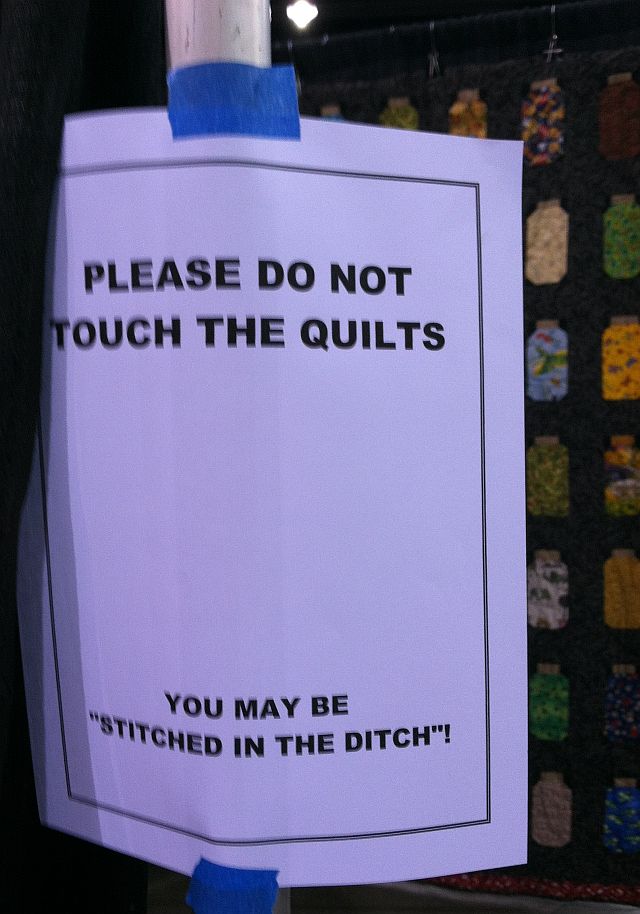 PLEASE DO NOT
TOUCH THE QUILTS
YOU MAY BE
"STITCHED IN THE DITCH"!